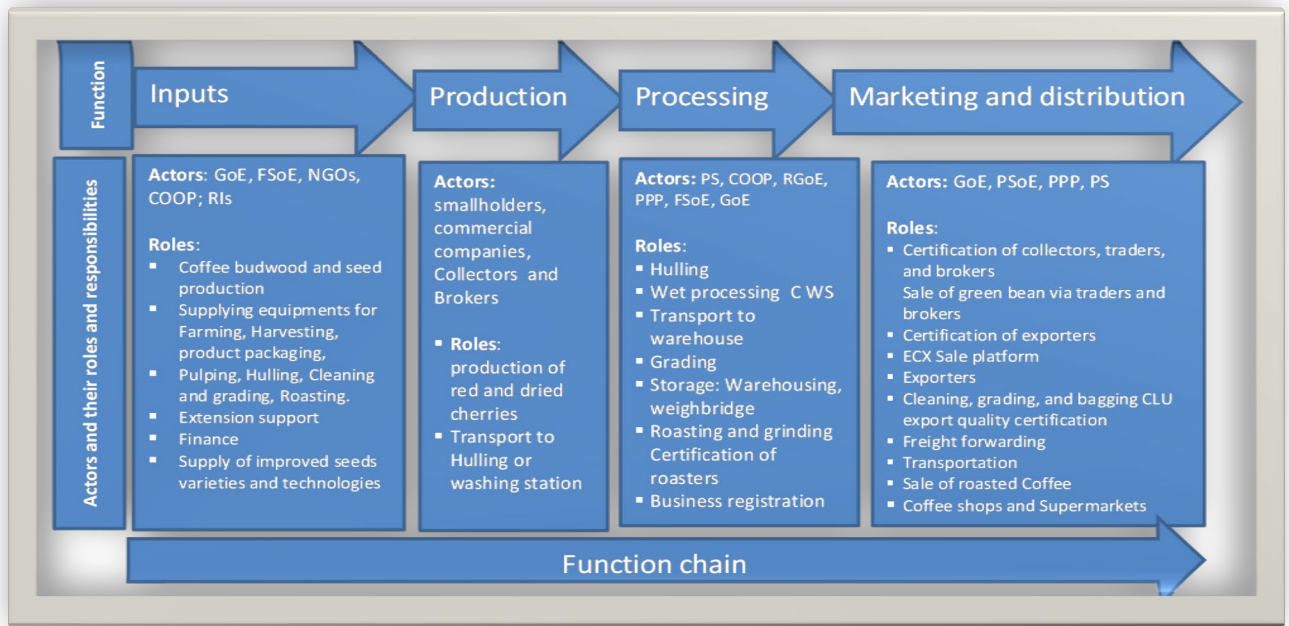 Function
Inputs
Production
Processing
Marketing and distribution
Actors and their roles and responsibilities
Actors: GoE, FSoE, NGOs,
COOP; RIs
Roles:
▪ Coffee budwood and seed
production
▪ Supplying equipments for
Farming, Harvesting,
product packaging,
▪ Pulping, Hulling, Cleaning
and grading, Roasting.
▪ Extension support
▪ Finance
▪ Supply of improved seeds
varieties and technologies
Actors:
smallholders,
commercial
companies,
Collectors and
Brokers
▪ Roles:
production of
red and dried
cherries
▪ Transport to
Hulling or
washing station
Actors: PS, COOP, RGoE,
PPP, FSoE, GoE
Roles:
▪ Hulling
▪ Wet processing C WS
▪ Transport to
warehouse
▪ Grading
▪ Storage: Warehousing,
weighbridge
▪ Roasting and grinding
Certification of
roasters
▪ Business registration
Actors: GoE, PSoE, PPP, PS
Roles:
▪ Certification of collectors, traders,
and brokers
Sale of green bean via traders and
brokers
▪ Certification of exporters
▪ ECX Sale platform
▪ Exporters
▪ Cleaning, grading, and bagging CLU
export quality certification
▪ Freight forwarding
▪ Transportation
▪ Sale of roasted Coffee
▪ Coffee shops and Supermarkets
Function chain